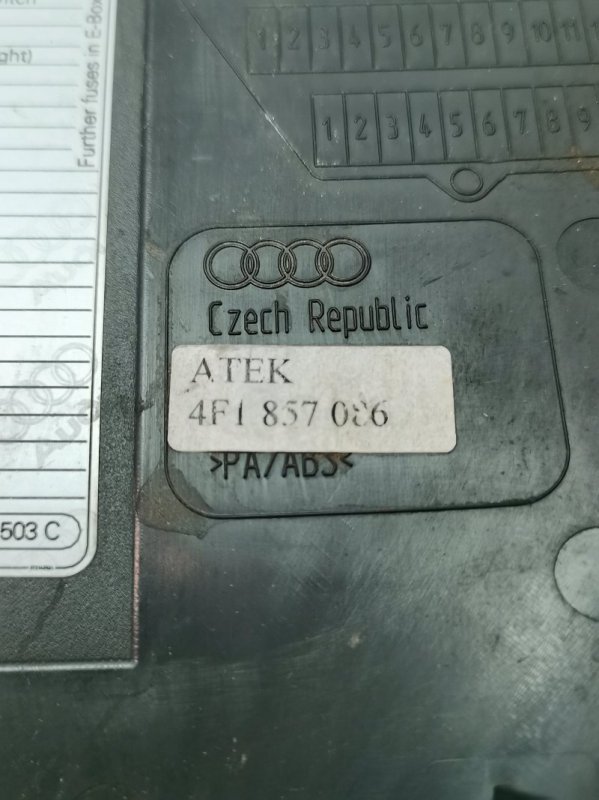 ght)
Further fuses in E-Box
1 2 3 4 5 6 7 8 9 10 11
1 2 3 4 5 6 7 8 9
Czech Republic
ATEK
4F1 857 086
>PA/ABS<
503 C